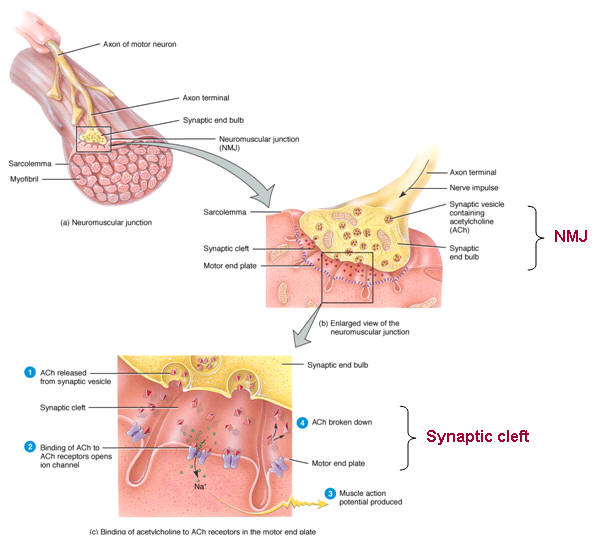 Axon of motor neuron
Axon terminal
Synaptic end bulb
Neuromuscular junction
(NMJ)
Sarcolemma
Myofibril
(a) Neuromuscular junction
Axon terminal
Nerve impulse
Sarcolemma
Synaptic vesicle
containing
acetylcholine
(ACh)
NMJ
Synaptic cleft
Synaptic
end bulb
Motor end plate
(b) Enlarged view of the
neuromuscular junction
1 ACh released
from synaptic vesicle
Synaptic end bulb
Synaptic cleft
4 ACh broken down
Synaptic cleft
2 Binding of ACh to
ACh receptors opens
ion channel
Motor end plate
Na+
3 Muscle action
potential produced
(c) Binding of acetylcholine to ACh receptors in the motor end plate